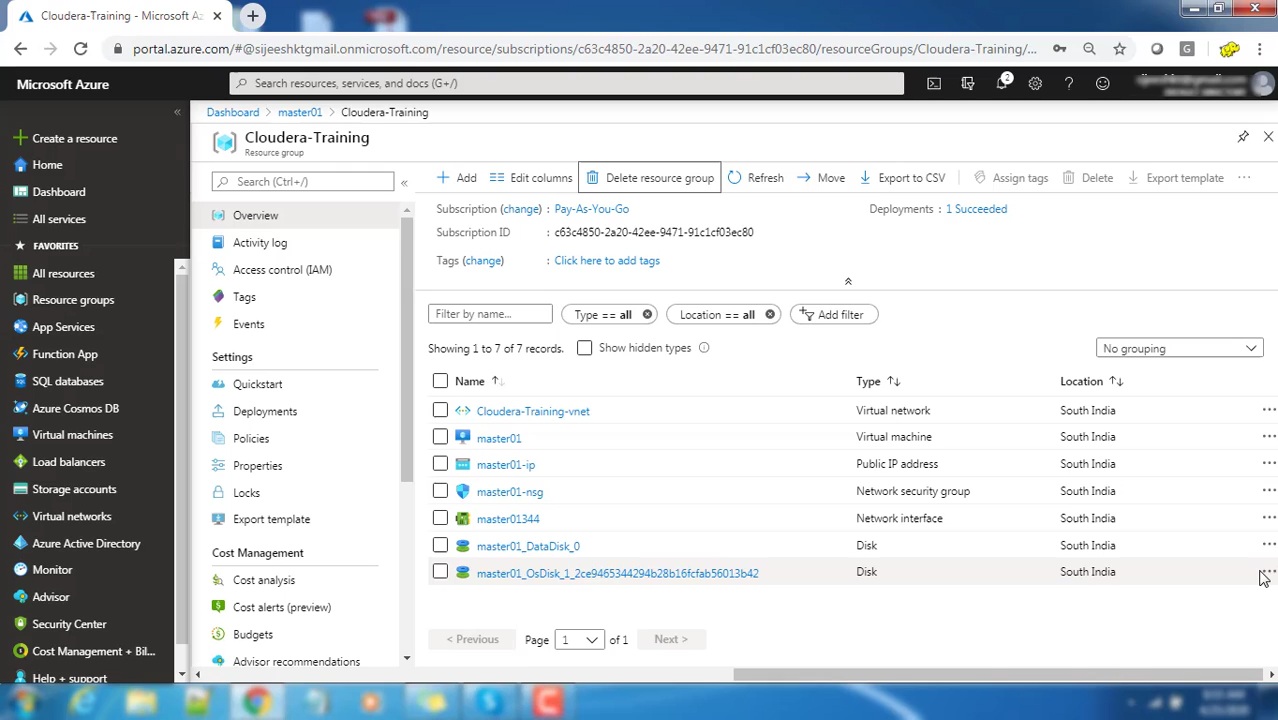 Cloudera-Training - Microsoft Az
portal.azure.com/#@sijeeshktgmail.onmicrosoft.com/resource/subscriptions/c63c4850-2a20-42ee-9471-91c1cf03ec80/resourceGroups/Cloudera-Training/...
Microsoft Azure
Search resources, services, and docs (G+/)
2
Create a resource
Home
Dashboard
All services
FAVORITES
All resources
Resource groups
App Services
Function App
SQL databases
Azure Cosmos DB
Virtual machines
Load balancers
Storage accounts
Virtual networks
Azure Active Directory
Monitor
Advisor
Security Center
Cost Management + Bil...
Help + support
Dashboard > master01 > Cloudera-Training
Cloudera-Training
Resource group
Search (Ctrl+/)
Overview
Activity log
Access control (IAM)
Tags
Events
Settings
Quickstart
Deployments
Policies
Properties
Locks
Export template
Cost Management
Cost analysis
Cost alerts (preview)
Budgets
Advisor recommendations
Add Edit columns Delete resource group Refresh Move Export to CSV Assign tags Delete Export template ...
Subscription (change) : Pay-As-You-Go Deployments : 1 Succeeded
Subscription ID : c63c4850-2a20-42ee-9471-91c1cf03ec80
Tags (change) : Click here to add tags
Filter by name... Type == all Location == all Add filter
Showing 1 to 7 of 7 records. Show hidden types No grouping
Name Type Location
Cloudera-Training-vnet Virtual network South India
master01 Virtual machine South India
master01-ip Public IP address South India
master01-nsg Network security group South India
master01344 Network interface South India
master01_DataDisk_0 Disk South India
master01_OsDisk_1_2ce9465344294b28b16fcfab56013b42 Disk South India
< Previous Page 1 of 1 Next >